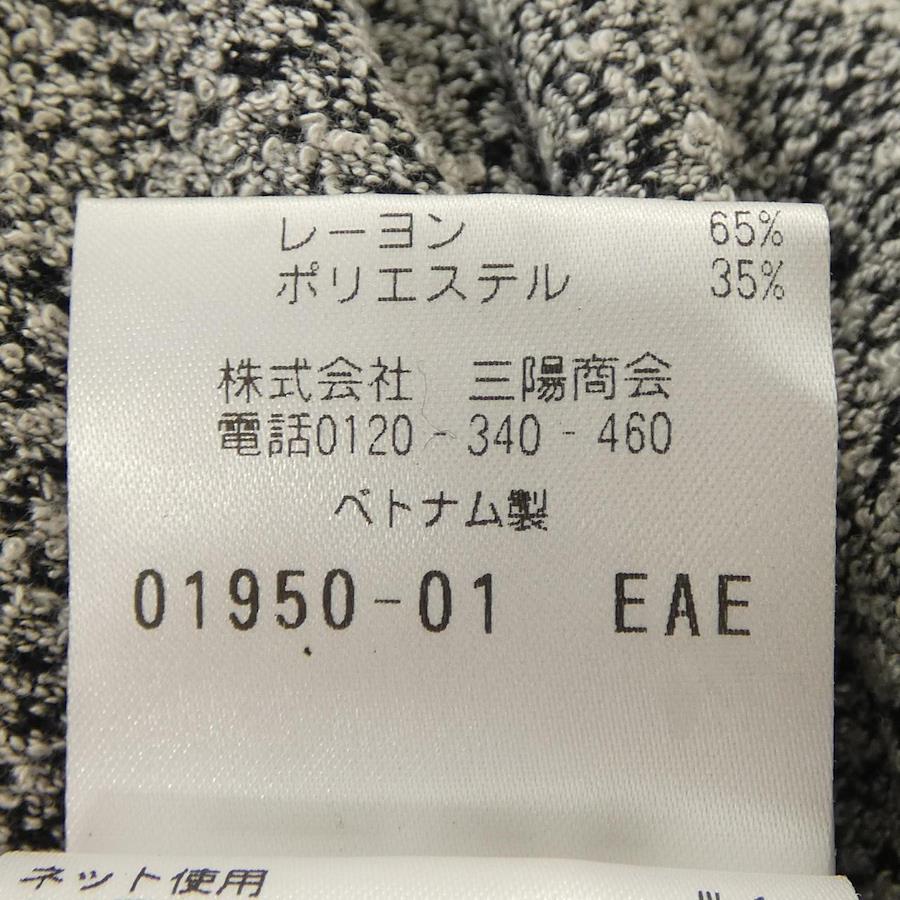 レーヨン 65%
ポリエステル 35%
株式会社 三陽商会
電話0120-340-460
ベトナム製
01950-01 EAE
ネット使用